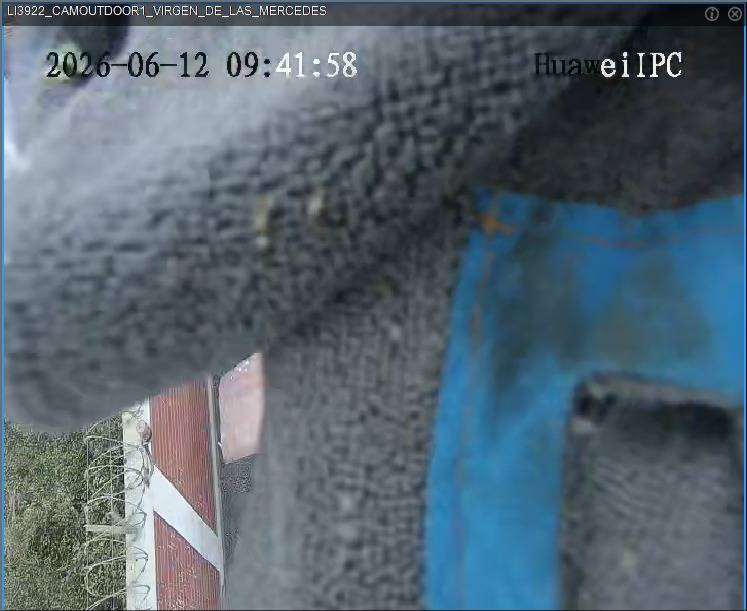 LI3922_CAMOUTDOOR1_VIRGEN_DE_LAS_MERCEDES
2026-06-12 09:41:58 HuaweiIPC